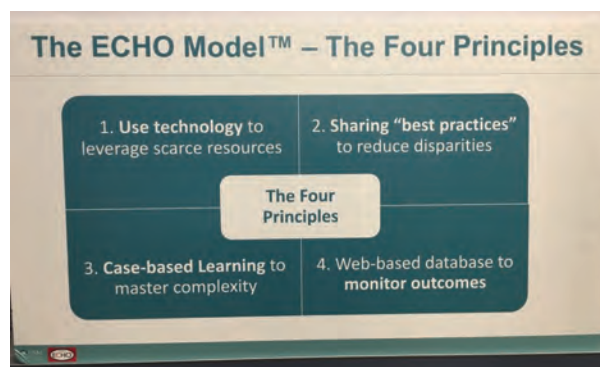 The ECHO Model™ – The Four Principles
1. Use technology to
leverage scarce resources
2. Sharing “best practices”
to reduce disparities
The Four
Principles
3. Case-based Learning to
master complexity
4. Web-based database to
monitor outcomes
ECHO